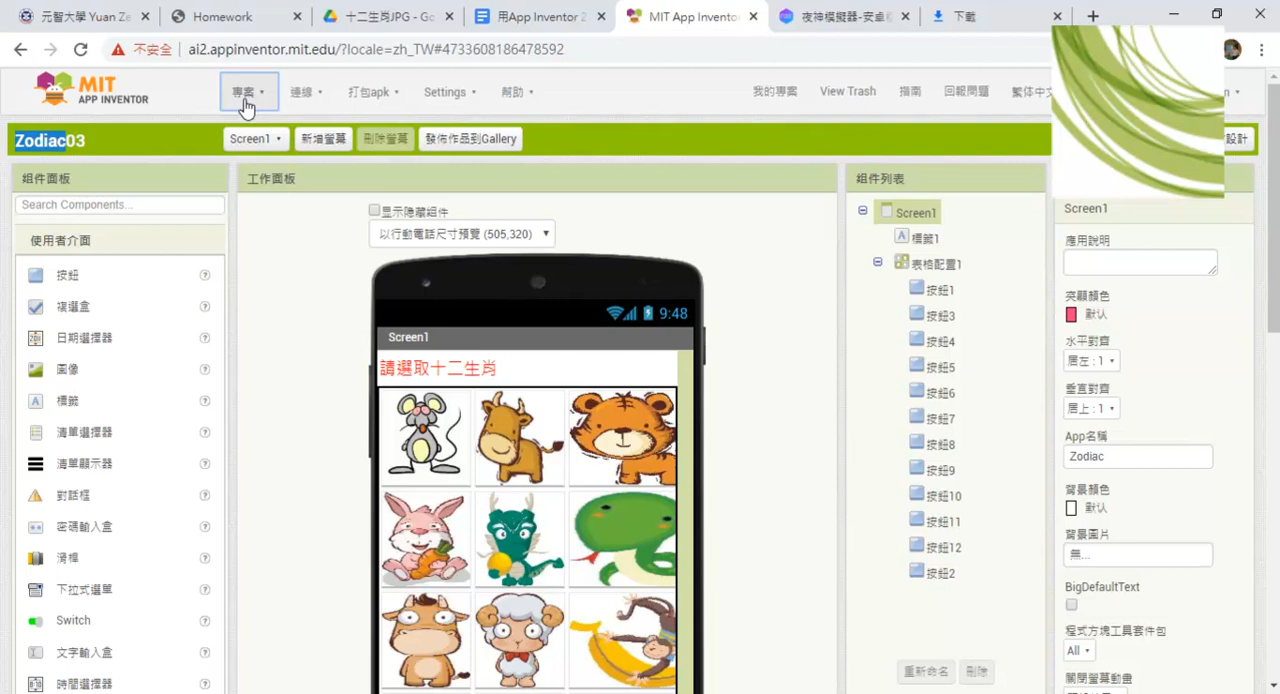 元智大學 Yuan Ze
Homework
十二生肖JPG - Go
用App Inventor 2
MIT App Invento
夜神模擬器-安卓
下載
不安全
ai2.appinventor.mit.edu/?locale=zh_TW#4733608186478592
MIT
APP INVENTOR
專案
連線
打包apk
Settings
幫助
我的專案
View Trash
指南
回報問題
繁体中文
Zodiac03
Screen1
新增螢幕
刪除螢幕
發佈作品到Gallery
設計
組件面板
工作面板
組件列表
Search Components...
使用者介面
按鈕
複選盒
日期選擇器
圖像
標籤
清單選擇器
清單顯示器
對話框
密碼輸入盒
滑桿
下拉式選單
Switch
文字輸入盒
時間選擇器
显示隐藏組件
以行動電話尺寸預覽 (505,320)
9:48
Screen1
請選取十二生肖
Screen1
標籤1
表格配置1
按鈕1
按鈕3
按鈕4
按鈕5
按鈕6
按鈕7
按鈕8
按鈕9
按鈕10
按鈕11
按鈕12
按鈕2
重新命名
刪除
Screen1
應用說明
突顯顏色
默认
水平對齊
居左 : 1
垂直對齊
居上 : 1
App名稱
Zodiac
背景顏色
默认
背景圖片
無...
BigDefaultText
程式方塊工具套件包
All
關閉螢幕動畫